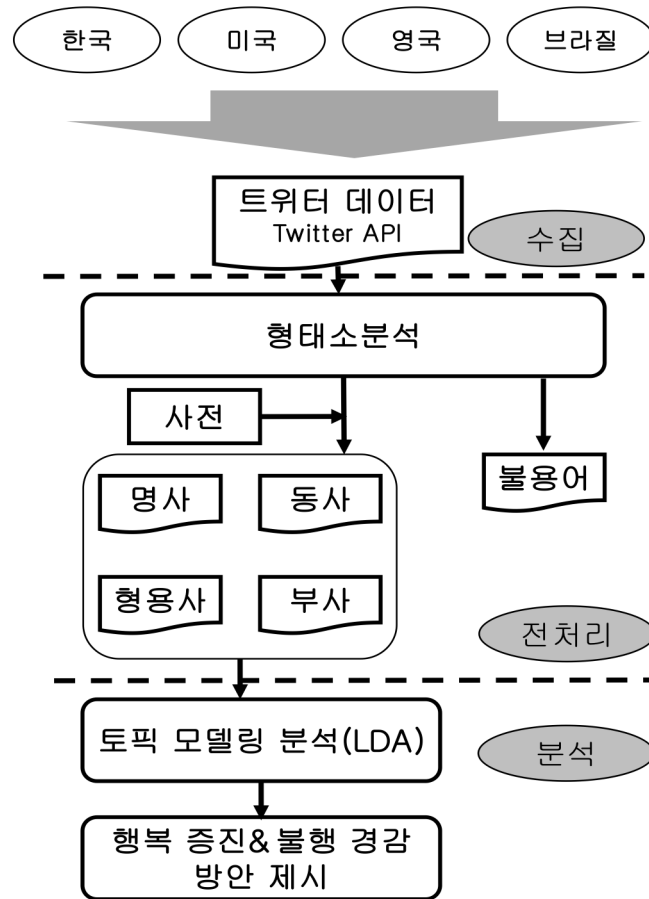 한국
미국
영국
브라질
트위터 데이터
Twitter API
수집
형태소분석
사전
명사
동사
불용어
형용사
부사
전처리
토픽 모델링 분석(LDA)
분석
행복 증진&불행 경감
방안 제시